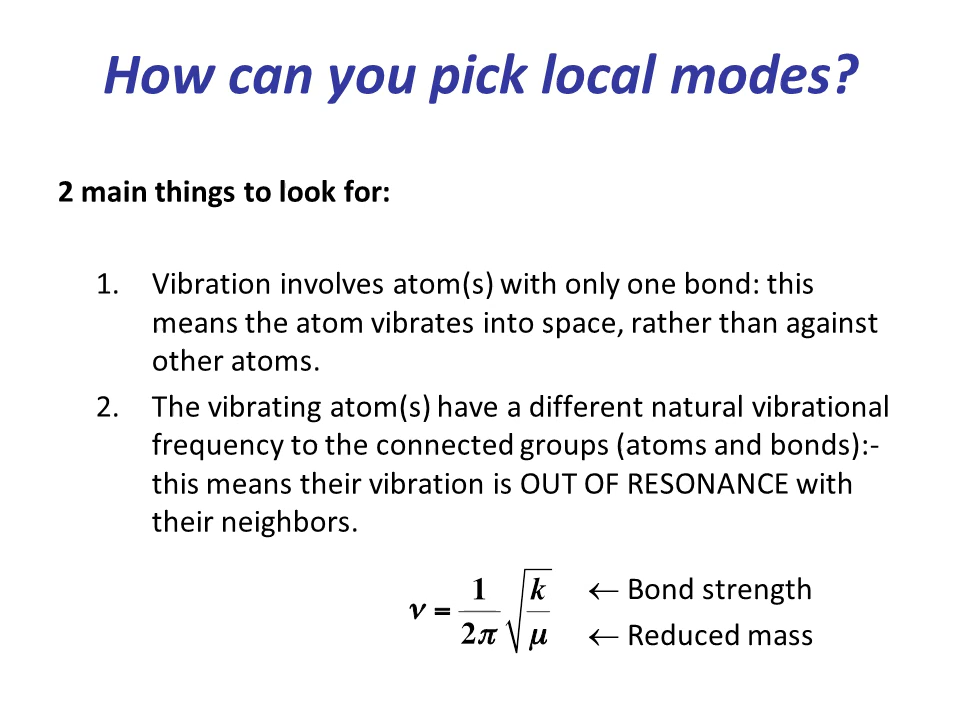 How can you pick local modes?
2 main things to look for:
1. Vibration involves atom(s) with only one bond: this
means the atom vibrates into space, rather than against
other atoms.
2. The vibrating atom(s) have a different natural vibrational
frequency to the connected groups (atoms and bonds):-
this means their vibration is OUT OF RESONANCE with
their neighbors.
ν = 1/2π √k/μ
← Bond strength
← Reduced mass